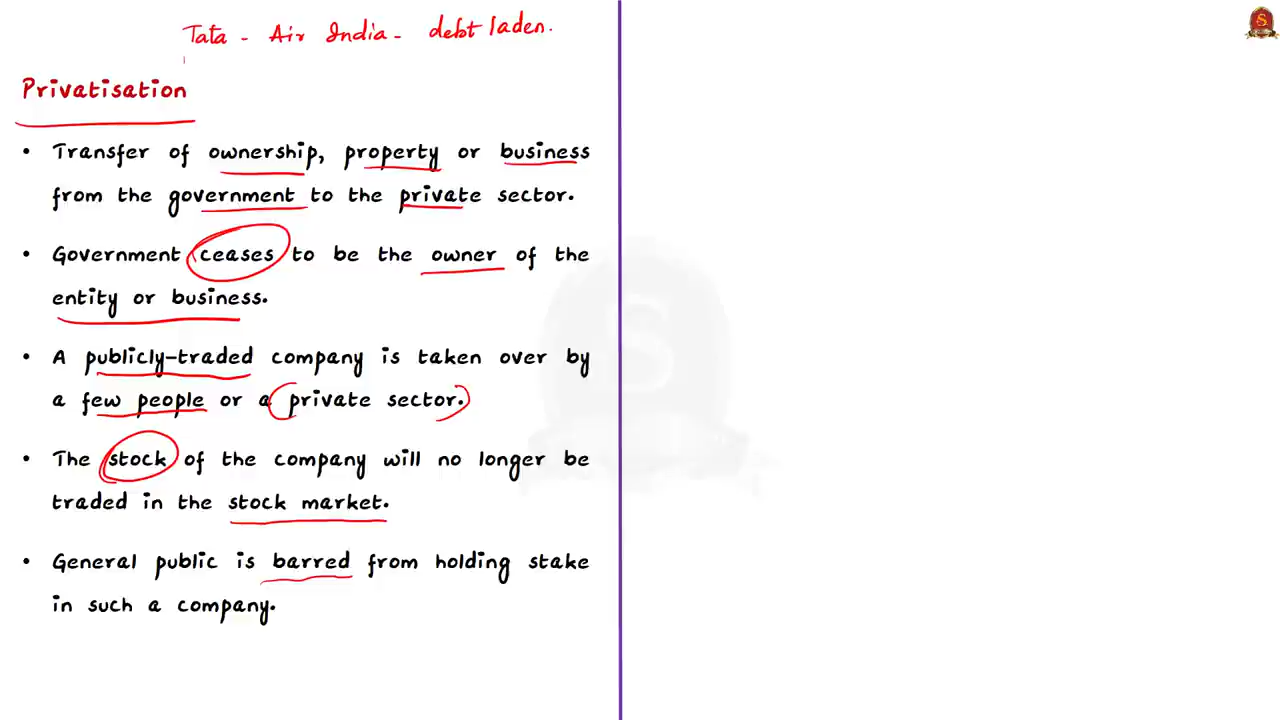 Tata - Air India - debt laden.
Privatisation
• Transfer of ownership, property or business
from the government to the private sector.
• Government ceases to be the owner of the
entity or business.
• A publicly-traded company is taken over by
a few people or a private sector.
• The stock of the company will no longer be
traded in the stock market.
• General public is barred from holding stake
in such a company.